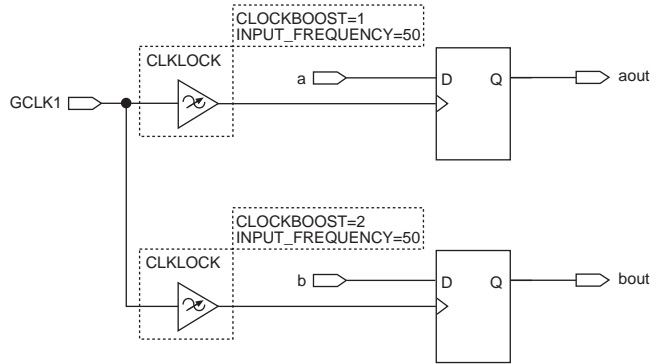 CLOCKBOOST=1
INPUT_FREQUENCY=50
CLKLOCK
a
D
Q
aout
GCLK1
CLOCKBOOST=2
INPUT_FREQUENCY=50
CLKLOCK
b
D
Q
bout